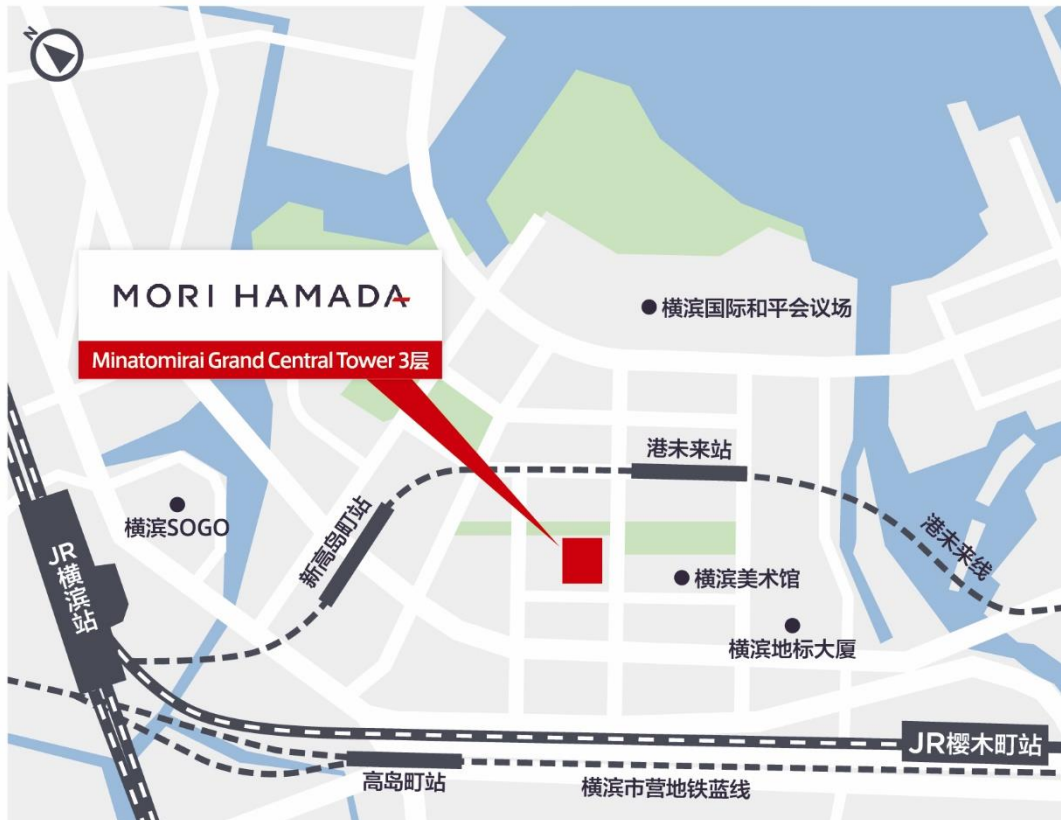 N
MORI HAMADA
Minatomirai Grand Central Tower 3层
横滨国际和平会议场
港未来站
横滨SOGO
新高岛町站
港未来线
JR横滨站
横滨美术馆
横滨地标大厦
JR樱木町站
高岛町站
横滨市营地铁蓝线